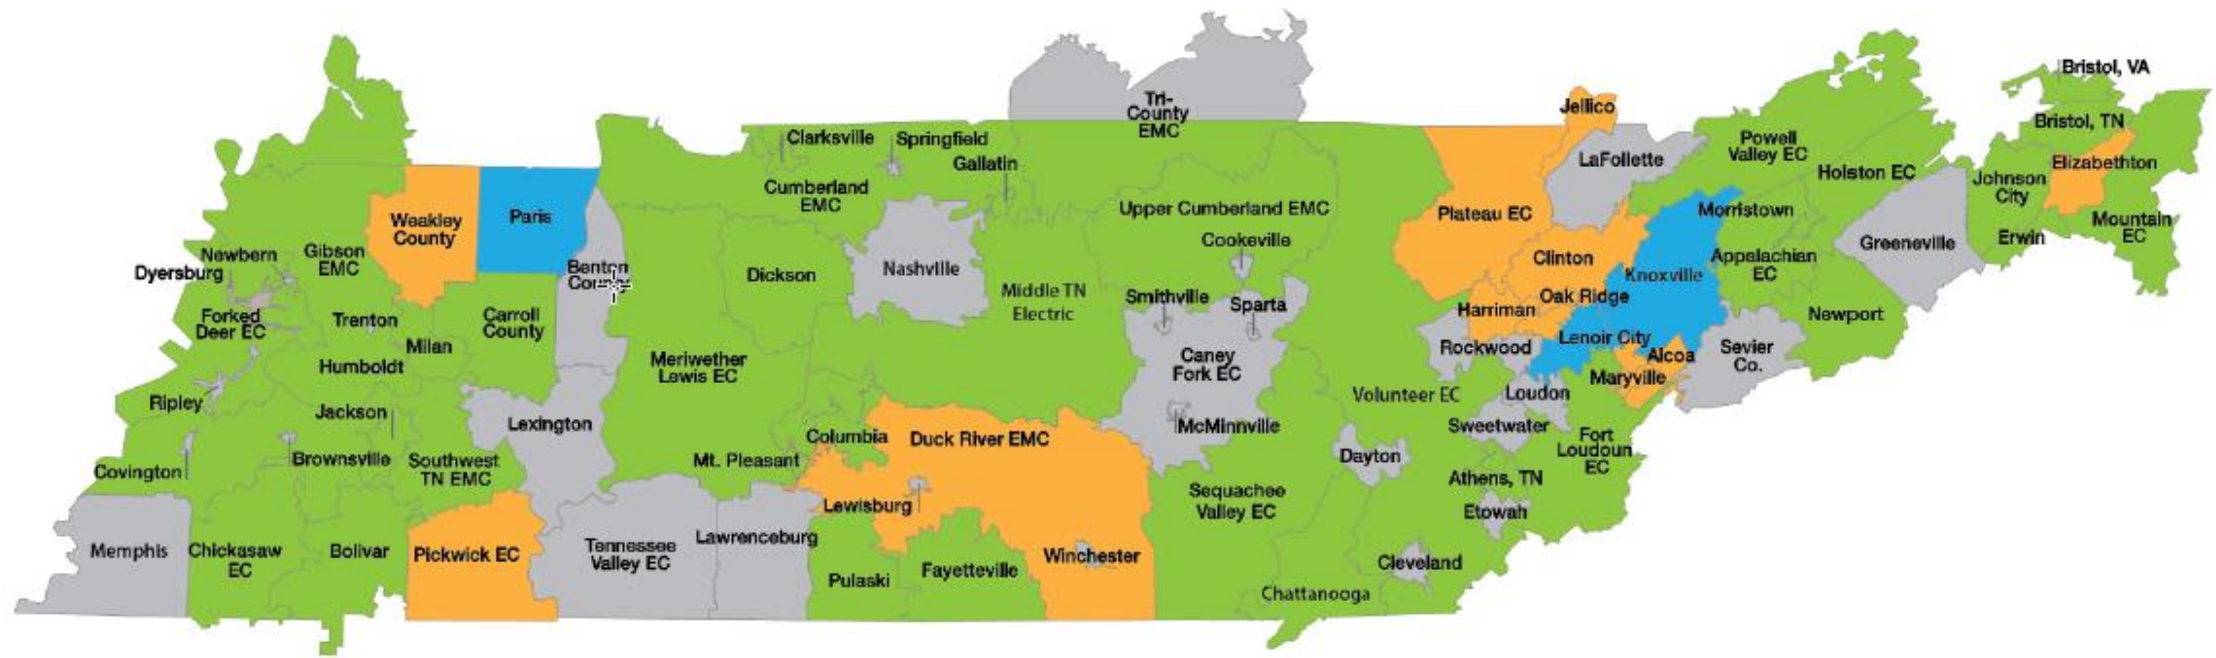 Bristol, VA
Tri-
County
EMC
Jellico
Bristol, TN
Clarksville
Springfield
Gallatin
Powell
Valley EC
LaFollette
Holston EC
Elizabethton
Johnson
City
Cumberland
EMC
Upper Cumberland EMC
Plateau EC
Morristown
Mountain
EC
Weakley
County
Paris
Cookeville
Erwin
Greeneville
Newbern
Gibson
EMC
Dyersburg
Benton
County
Dickson
Nashville
Clinton
Knoxville
Appalachian
EC
Middle TN
Electric
Smithville
Sparta
Oak Ridge
Harriman
Newport
Forked
Deer EC
Trenton
Carroll
County
Milan
Humboldt
Meriwether
Lewis EC
Caney
Fork EC
Rockwood
Lenoir City
Alcoa
Maryville
Sevier
Co.
Ripley
Jackson
Lexington
Volunteer EC
Loudon
Columbia
Duck River EMC
McMinnville
Sweetwater
Fort
Loudoun
EC
Covington
Brownsville
Southwest
TN EMC
Mt. Pleasant
Dayton
Athens, TN
Lewisburg
Sequachee
Valley EC
Etowah
Memphis
Chickasaw
EC
Bolivar
Pickwick EC
Tennessee
Valley EC
Lawrenceburg
Pulaski
Fayetteville
Winchester
Cleveland
Chattanooga